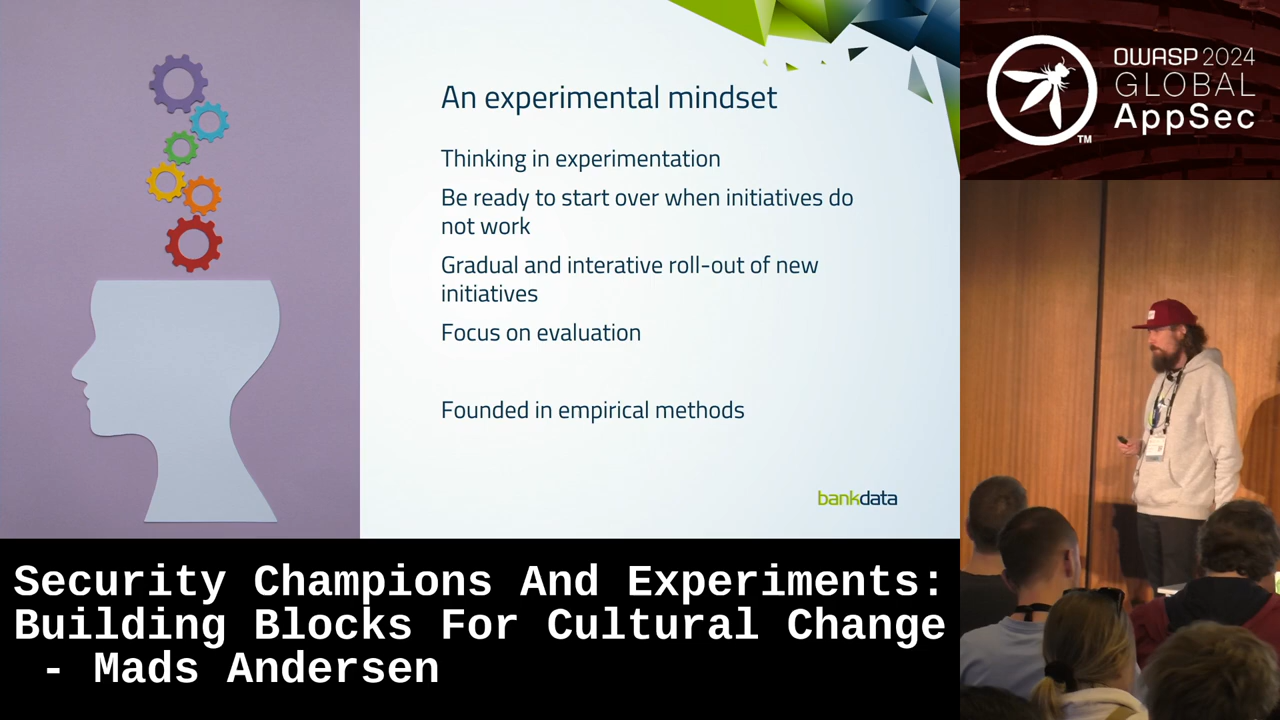 An experimental mindset
Thinking in experimentation
Be ready to start over when initiatives do
not work
Gradual and interative roll-out of new
initiatives
Focus on evaluation
Founded in empirical methods
bankdata
OWASP 2024
GLOBAL
AppSec
TM
Security Champions And Experiments:
Building Blocks For Cultural Change
- Mads Andersen